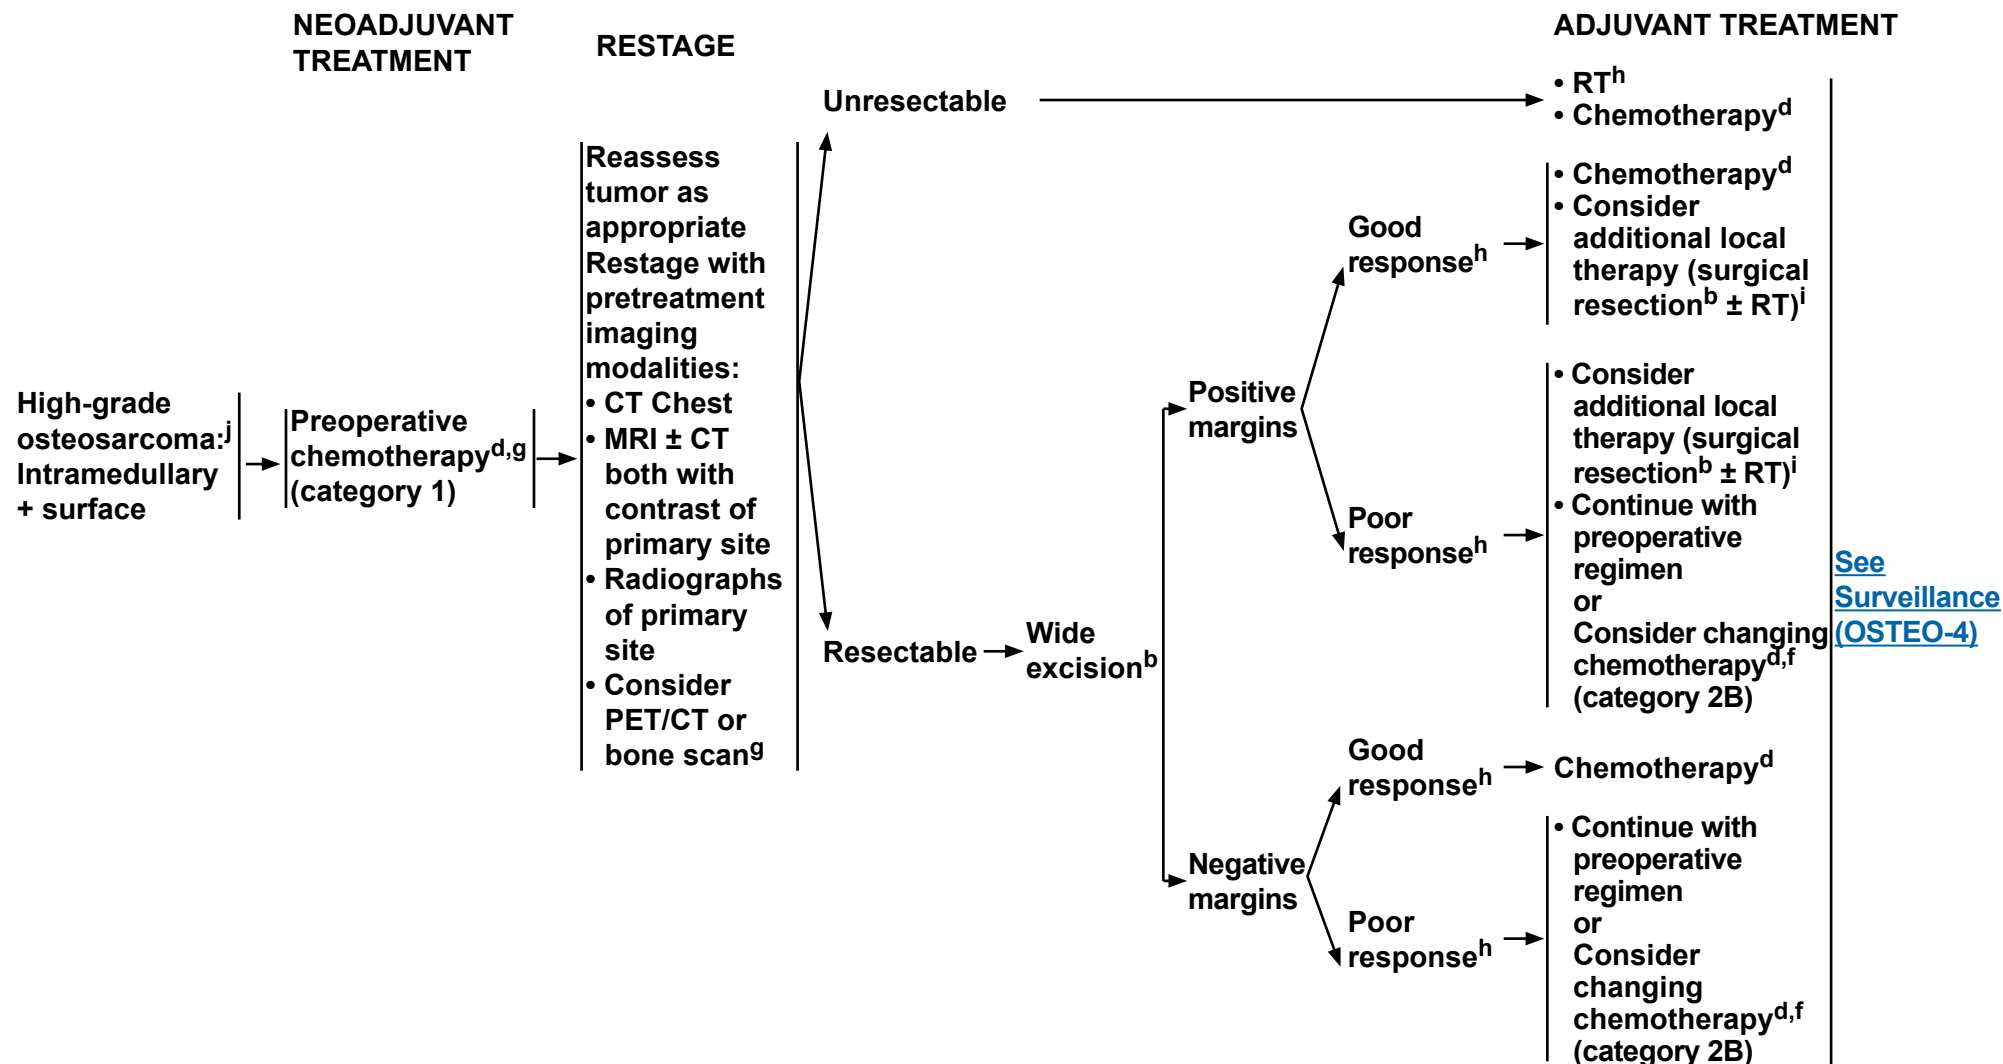 NEOADJUVANT
TREATMENT
RESTAGE
ADJUVANT TREATMENT
High-grade
osteosarcoma:j
Intramedullary
+ surface
Preoperative
chemotherapyd,g
(category 1)
Reassess
tumor as
appropriate
Restage with
pretreatment
imaging
modalities:
• CT Chest
• MRI ± CT
both with
contrast of
primary site
• Radiographs
of primary
site
• Consider
PET/CT or
bone scang
Unresectable
• RTh
• Chemotherapyd
Resectable
Wide
excisionb
Positive
margins
Good
responseh
• Chemotherapyd
• Consider
additional local
therapy (surgical
resectionb ± RT)i
Poor
responseh
• Consider
additional local
therapy (surgical
resectionb ± RT)i
• Continue with
preoperative
regimen
or
Consider changing
chemotherapyd,f
(category 2B)
Negative
margins
Good
responseh
Chemotherapyd
Poor
responseh
• Continue with
preoperative
regimen
or
Consider
changing
chemotherapyd,f
(category 2B)
See
Surveillance
(OSTEO-4)